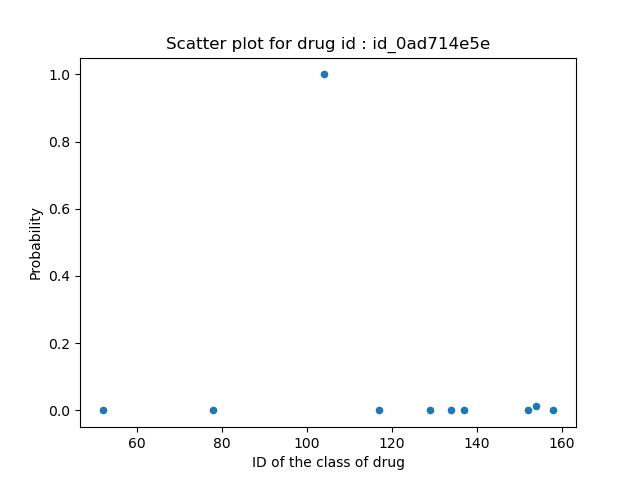 Scatter plot for drug id : id_0ad714e5e
1.0
0.8
0.6
0.4
0.2
0.0
Probability
60 80 100 120 140 160
ID of the class of drug